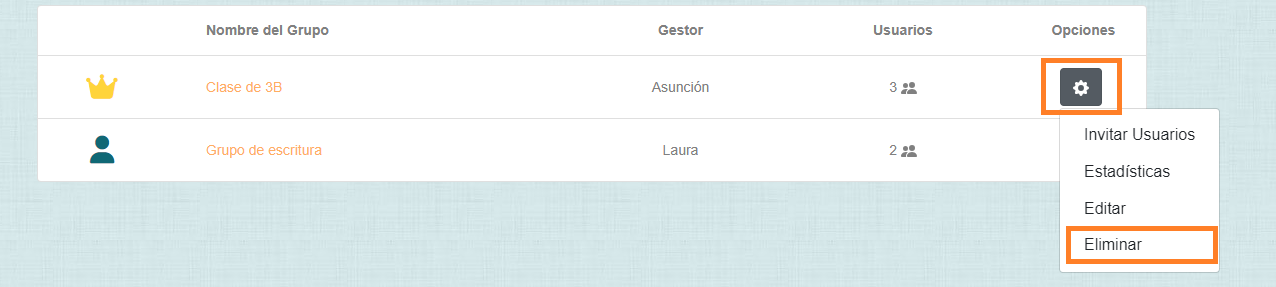 Nombre del Grupo Gestor Usuarios Opciones
Clase de 3B Asunción 3
Invitar Usuarios
Grupo de escritura Laura 2
Estadísticas
Editar
Eliminar